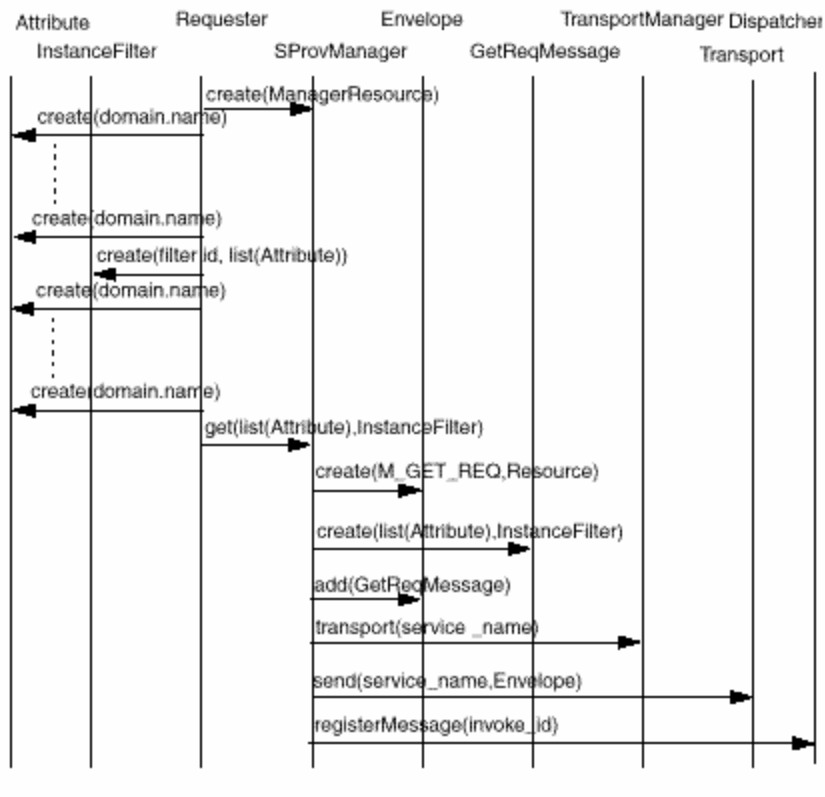 Attribute Requester Envelope TransportManager Dispatcher
InstanceFilter SProvManager GetReqMessage Transport
create(ManagerResource)
create(domain.name)
create(domain.name)
create(filter id, list(Attribute))
create(domain.name)
create(domain.name)
get(list(Attribute),InstanceFilter)
create(M_GET_REQ,Resource)
create(list(Attribute),InstanceFilter)
add(GetReqMessage)
transport(service _name)
send(service_name,Envelope)
registerMessage(invoke_id)